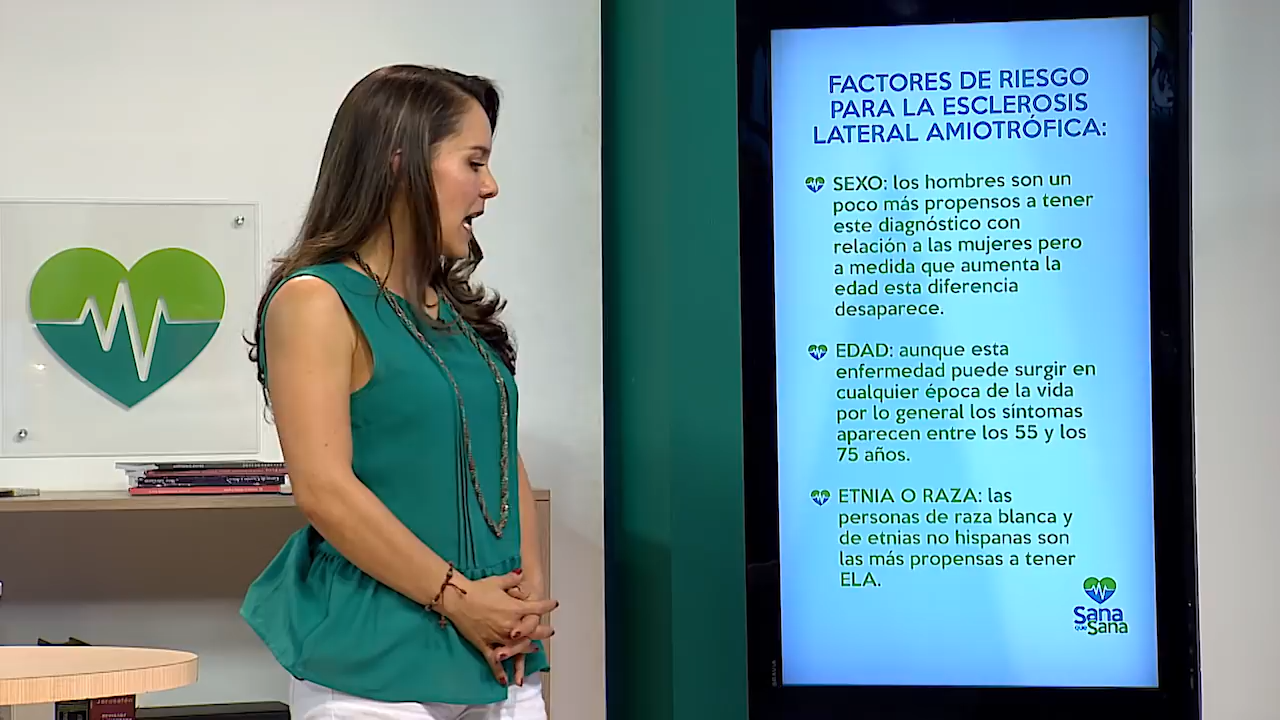 FACTORES DE RIESGO
PARA LA ESCLEROSIS
LATERAL AMIOTRÓFICA:
SEXO: los hombres son un
poco más propensos a tener
este diagnóstico con
relación a las mujeres pero
a medida que aumenta la
edad esta diferencia
desaparece.
EDAD: aunque esta
enfermedad puede surgir en
cualquier época de la vida
por lo general los síntomas
aparecen entre los 55 y los
75 años.
ETNIA O RAZA: las
personas de raza blanca y
de etnias no hispanas son
las más propensas a tener
ELA.
Sana
que Sana
BRAVIA
Jerusalén